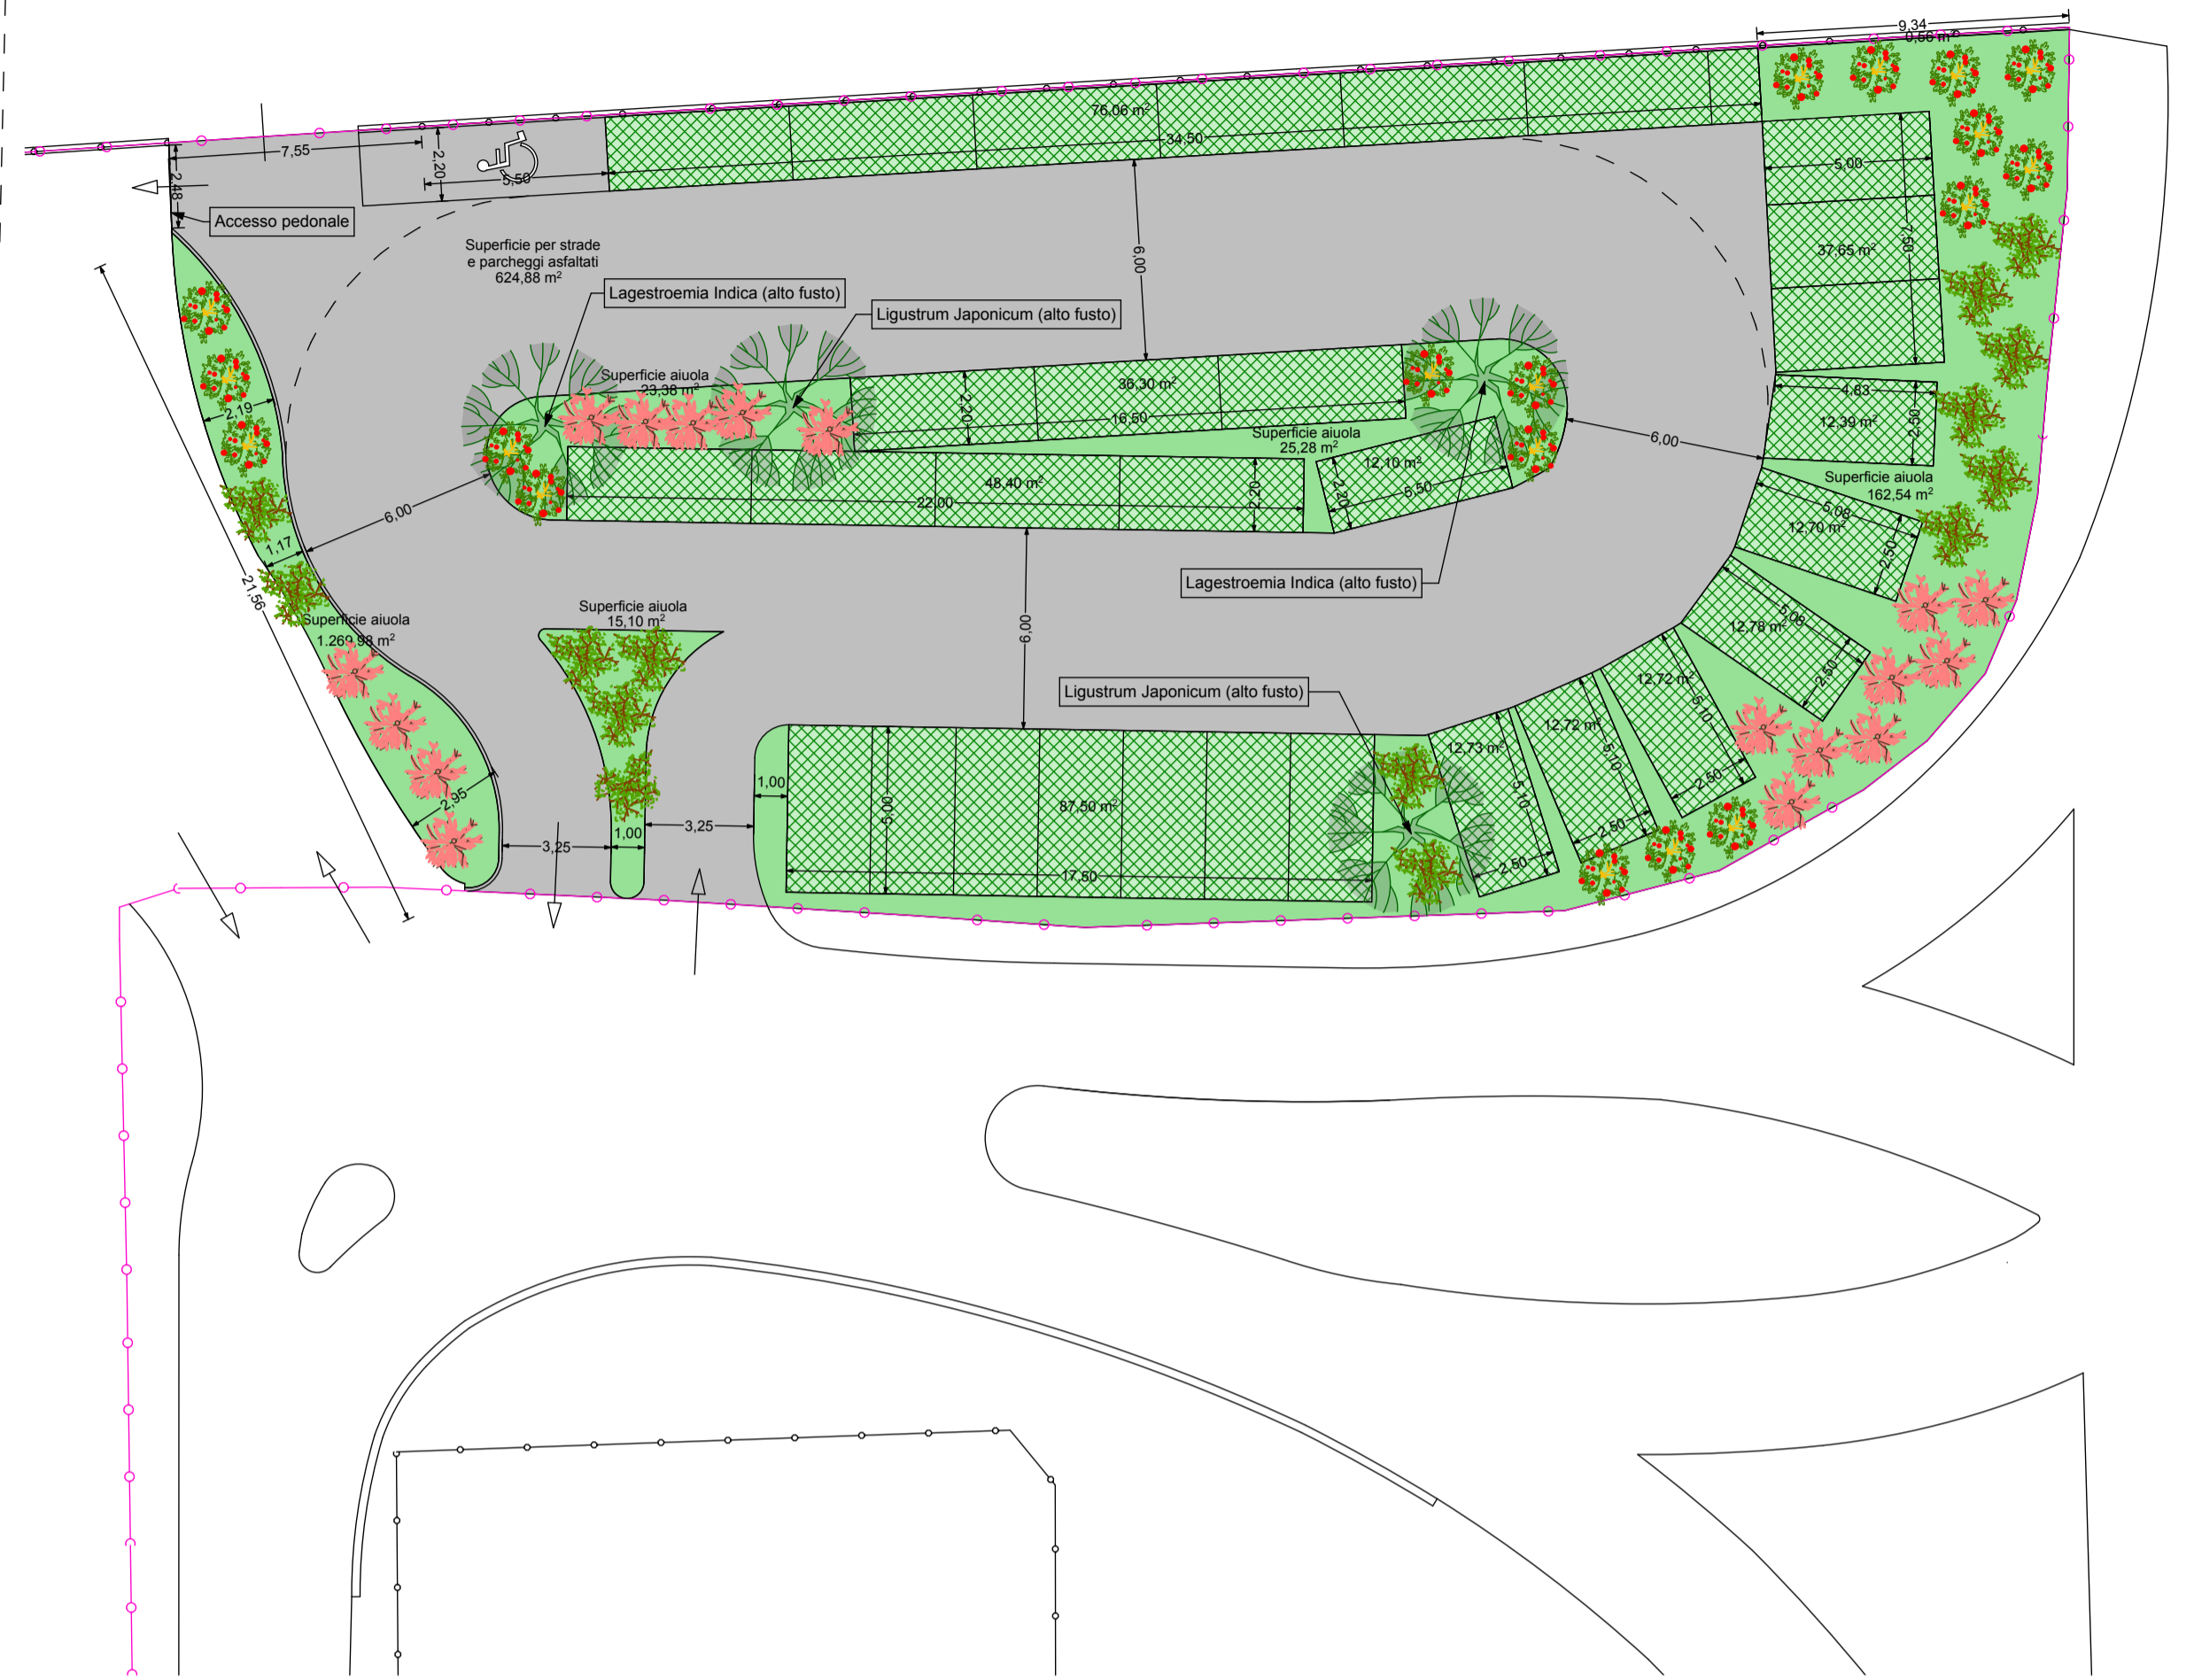 9,34
0,56 m²
76,06 m²
34,50
7,55
2,20
5,50
2,48
Accesso pedonale
5,00
7,50
37,65 m²
Superficie per strade
e parcheggi asfaltati
624,88 m²
6,00
Lagestroemia Indica (alto fusto)
Ligustrum Japonicum (alto fusto)
Superficie aiuola
23,38 m²
36,30 m²
2,20
16,50
4,83
12,39 m²
2,50
2,19
Superficie aiuola
25,28 m²
6,00
12,10 m²
5,50
2,20
48,40 m²
22,00
2,20
Superficie aiuola
162,54 m²
5,08
12,70 m²
2,50
6,00
1,17
21,56
Superficie aiuola
1.269,98 m²
Superficie aiuola
15,10 m²
6,00
Lagestroemia Indica (alto fusto)
5,08
12,78 m²
2,50
Ligustrum Japonicum (alto fusto)
12,72 m²
5,10
2,50
12,72 m²
5,10
2,50
12,73 m²
5,10
2,50
2,95
3,25
1,00
3,25
1,00
5,00
87,50 m²
17,50